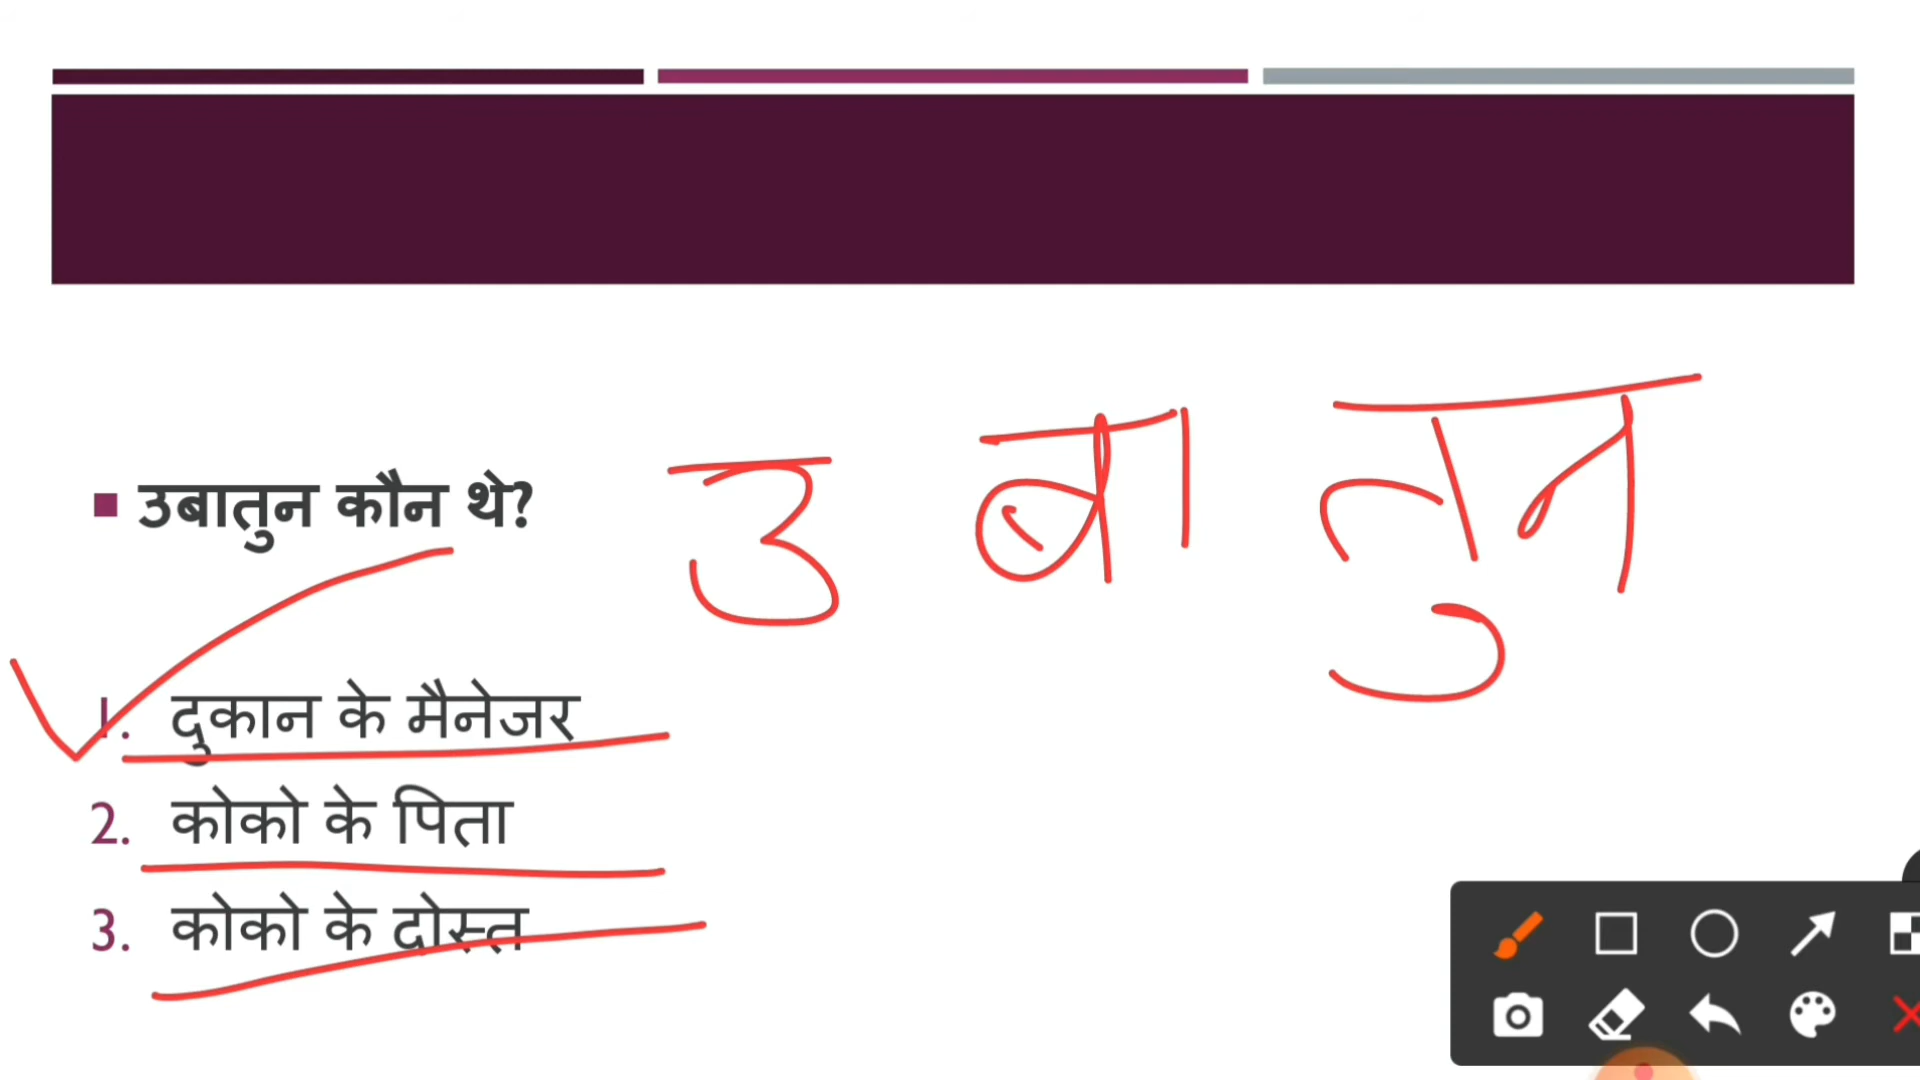 उबातुन कौन थे?
उ बा तुन
1. दुकान के मैनेजर
2. कोको के पिता
3. कोको के दोस्त